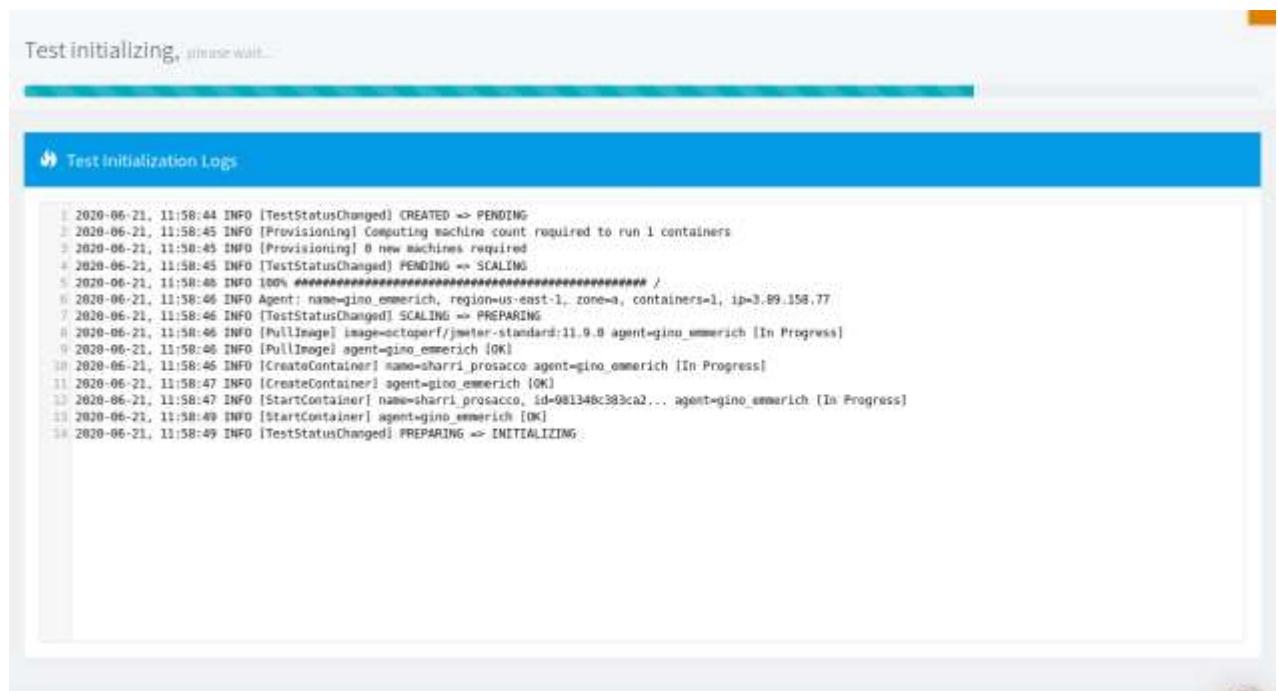 Test initializing, please wait...
Test Initialization Logs
1 2020-06-21, 11:58:44 INFO [TestStatusChanged] CREATED => PENDING
2 2020-06-21, 11:58:45 INFO [Provisioning] Computing machine count required to run 1 containers
3 2020-06-21, 11:58:45 INFO [Provisioning] 0 new machines required
4 2020-06-21, 11:58:45 INFO [TestStatusChanged] PENDING => SCALING
5 2020-06-21, 11:58:46 INFO 100% ################################################## /
6 2020-06-21, 11:58:46 INFO Agent: name=gino_emmerich, region=us-east-1, zone=a, containers=1, ip=3.89.158.77
7 2020-06-21, 11:58:46 INFO [TestStatusChanged] SCALING => PREPARING
8 2020-06-21, 11:58:46 INFO [PullImage] image=octoperf/jmeter-standard:11.9.0 agent=gino_emmerich [In Progress]
9 2020-06-21, 11:58:46 INFO [PullImage] agent=gino_emmerich [OK]
10 2020-06-21, 11:58:46 INFO [CreateContainer] name=sharri_prosacco agent=gino_emmerich [In Progress]
11 2020-06-21, 11:58:47 INFO [CreateContainer] agent=gino_emmerich [OK]
12 2020-06-21, 11:58:47 INFO [StartContainer] name=sharri_prosacco, id=981348c383ca2... agent=gino_emmerich [In Progress]
13 2020-06-21, 11:58:49 INFO [StartContainer] agent=gino_emmerich [OK]
14 2020-06-21, 11:58:49 INFO [TestStatusChanged] PREPARING => INITIALIZING